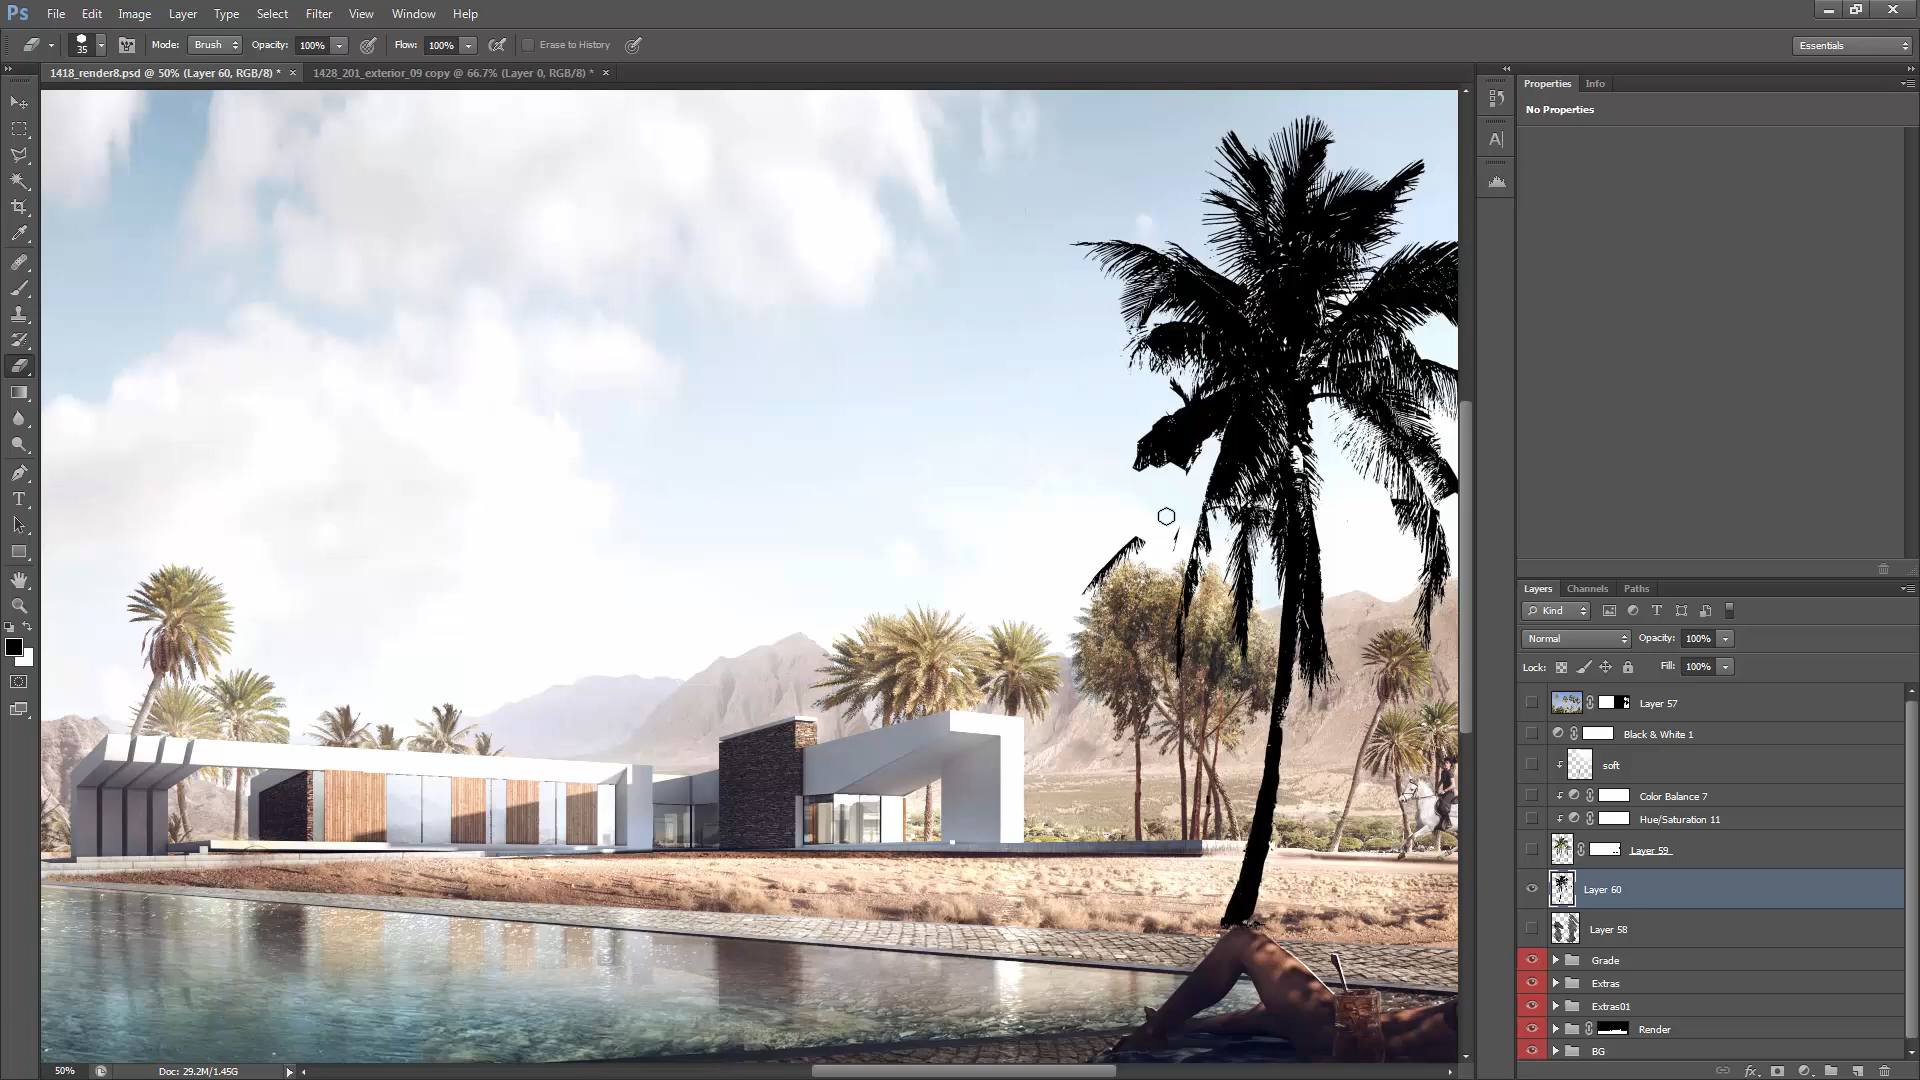 Ps File Edit Image Layer Type Select Filter View Window Help
35 Mode: Brush Opacity: 100% Flow: 100% Erase to History Essentials
1418_render8.psd @ 50% (Layer 60, RGB/8) * × 1428_201_exterior_09 copy @ 66.7% (Layer 0, RGB/8) * ×
Properties Info
No Properties
Layers Channels Paths
Kind
Normal Opacity: 100%
Lock: Fill: 100%
Layer 57
Black & White 1
soft
Color Balance 7
Hue/Saturation 11
Layer 59
Layer 60
Layer 58
Grade
Extras
Extras01
Render
BG
50% Doc: 29.2M/1.45G